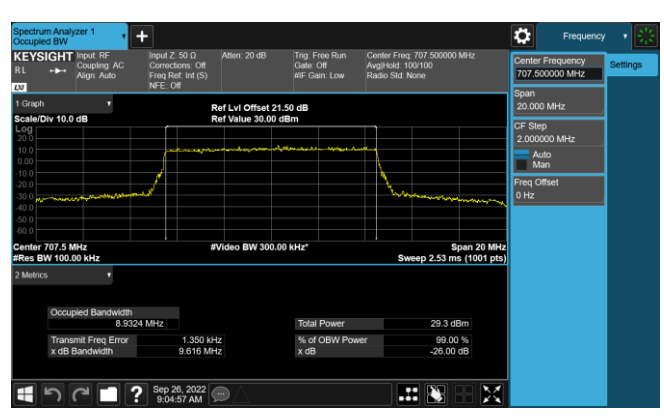 Spectrum Analyzer 1
Occupied BW
Frequency
KEYSIGHT
RL
LXI
Input: RF
Coupling: AC
Align: Auto
Input Z: 50 Ω
Corrections: Off
Freq Ref: Int (S)
NFE: Off
Atten: 20 dB
Trig: Free Run
Gate: Off
#IF Gain: Low
Center Freq: 707.500000 MHz
Avg|Hold: 100/100
Radio Std: None
Center Frequency
707.500000 MHz
Settings
Span
20.000 MHz
CF Step
2.000000 MHz
Auto
Man
Freq Offset
0 Hz
1 Graph
Scale/Div 10.0 dB
Ref Lvl Offset 21.50 dB
Ref Value 30.00 dBm
Log
20.0
10.0
0.00
-10.0
-20.0
-30.0
-40.0
-50.0
-60.0
Center 707.5 MHz
#Video BW 300.00 kHz*
Span 20 MHz
#Res BW 100.00 kHz
Sweep 2.53 ms (1001 pts)
2 Metrics
Occupied Bandwidth
8.9324 MHz
Total Power
29.3 dBm
Transmit Freq Error
1.350 kHz
% of OBW Power
99.00 %
x dB Bandwidth
9.616 MHz
x dB
-26.00 dB
?
Sep 26, 2022
9:04:57 AM